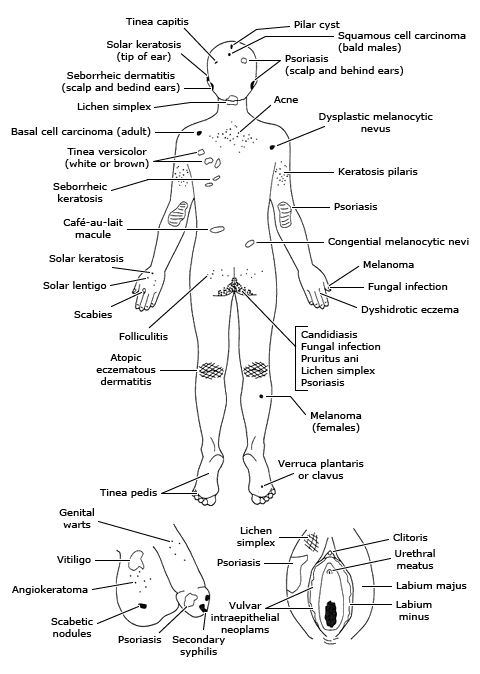 Tinea capitis
Pilar cyst
Squamous cell carcinoma
(bald males)
Solar keratosis
(tip of ear)
Psoriasis
(scalp and behind ears)
Seborrheic dermatitis
(scalp and bedind ears)
Lichen simplex
Acne
Basal cell carcinoma (adult)
Dysplastic melanocytic
nevus
Tinea versicolor
(white or brown)
Keratosis pilaris
Seborrheic
keratosis
Psoriasis
Café-au-lait
macule
Congential melanocytic nevi
Solar keratosis
Melanoma
Solar lentigo
Fungal infection
Scabies
Dyshidrotic eczema
Folliculitis
Candidiasis
Fungal infection
Pruritus ani
Lichen simplex
Psoriasis
Atopic
eczematous
dermatitis
Melanoma
(females)
Verruca plantaris
or clavus
Tinea pedis
Genital
warts
Vitiligo
Angiokeratoma
Scabetic
nodules
Psoriasis
Secondary
syphilis
Lichen
simplex
Psoriasis
Vulvar
intraepithelial
neoplams
Clitoris
Urethral
meatus
Labium majus
Labium
minus